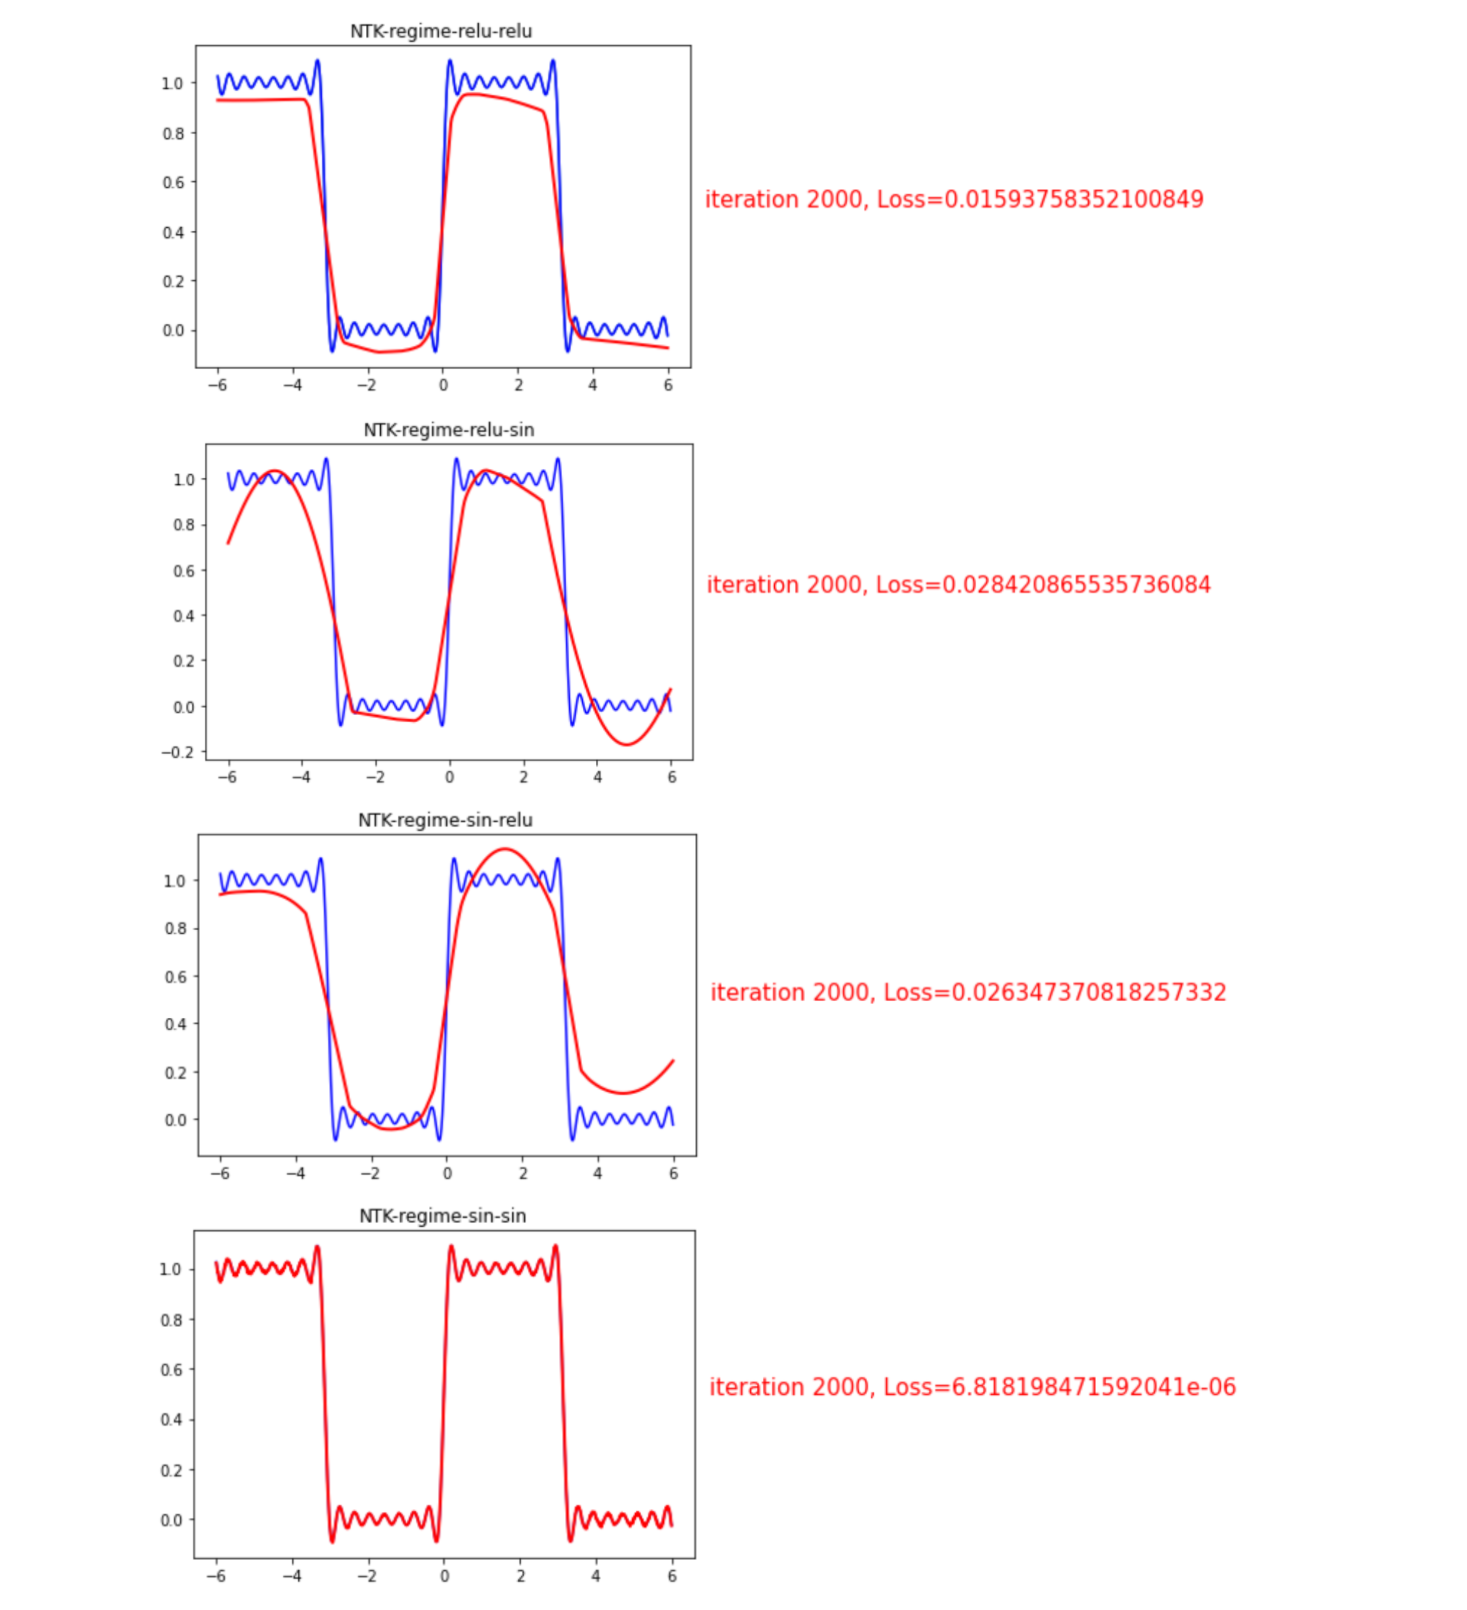 NTK-regime-relu-relu
1.0
0.8
0.6
0.4
0.2
0.0
−6 −4 −2 0 2 4 6
iteration 2000, Loss=0.01593758352100849
NTK-regime-relu-sin
1.0
0.8
0.6
0.4
0.2
0.0
−0.2
−6 −4 −2 0 2 4 6
iteration 2000, Loss=0.028420865535736084
NTK-regime-sin-relu
1.0
0.8
0.6
0.4
0.2
0.0
−6 −4 −2 0 2 4 6
iteration 2000, Loss=0.026347370818257332
NTK-regime-sin-sin
1.0
0.8
0.6
0.4
0.2
0.0
−6 −4 −2 0 2 4 6
iteration 2000, Loss=6.818198471592041e-06